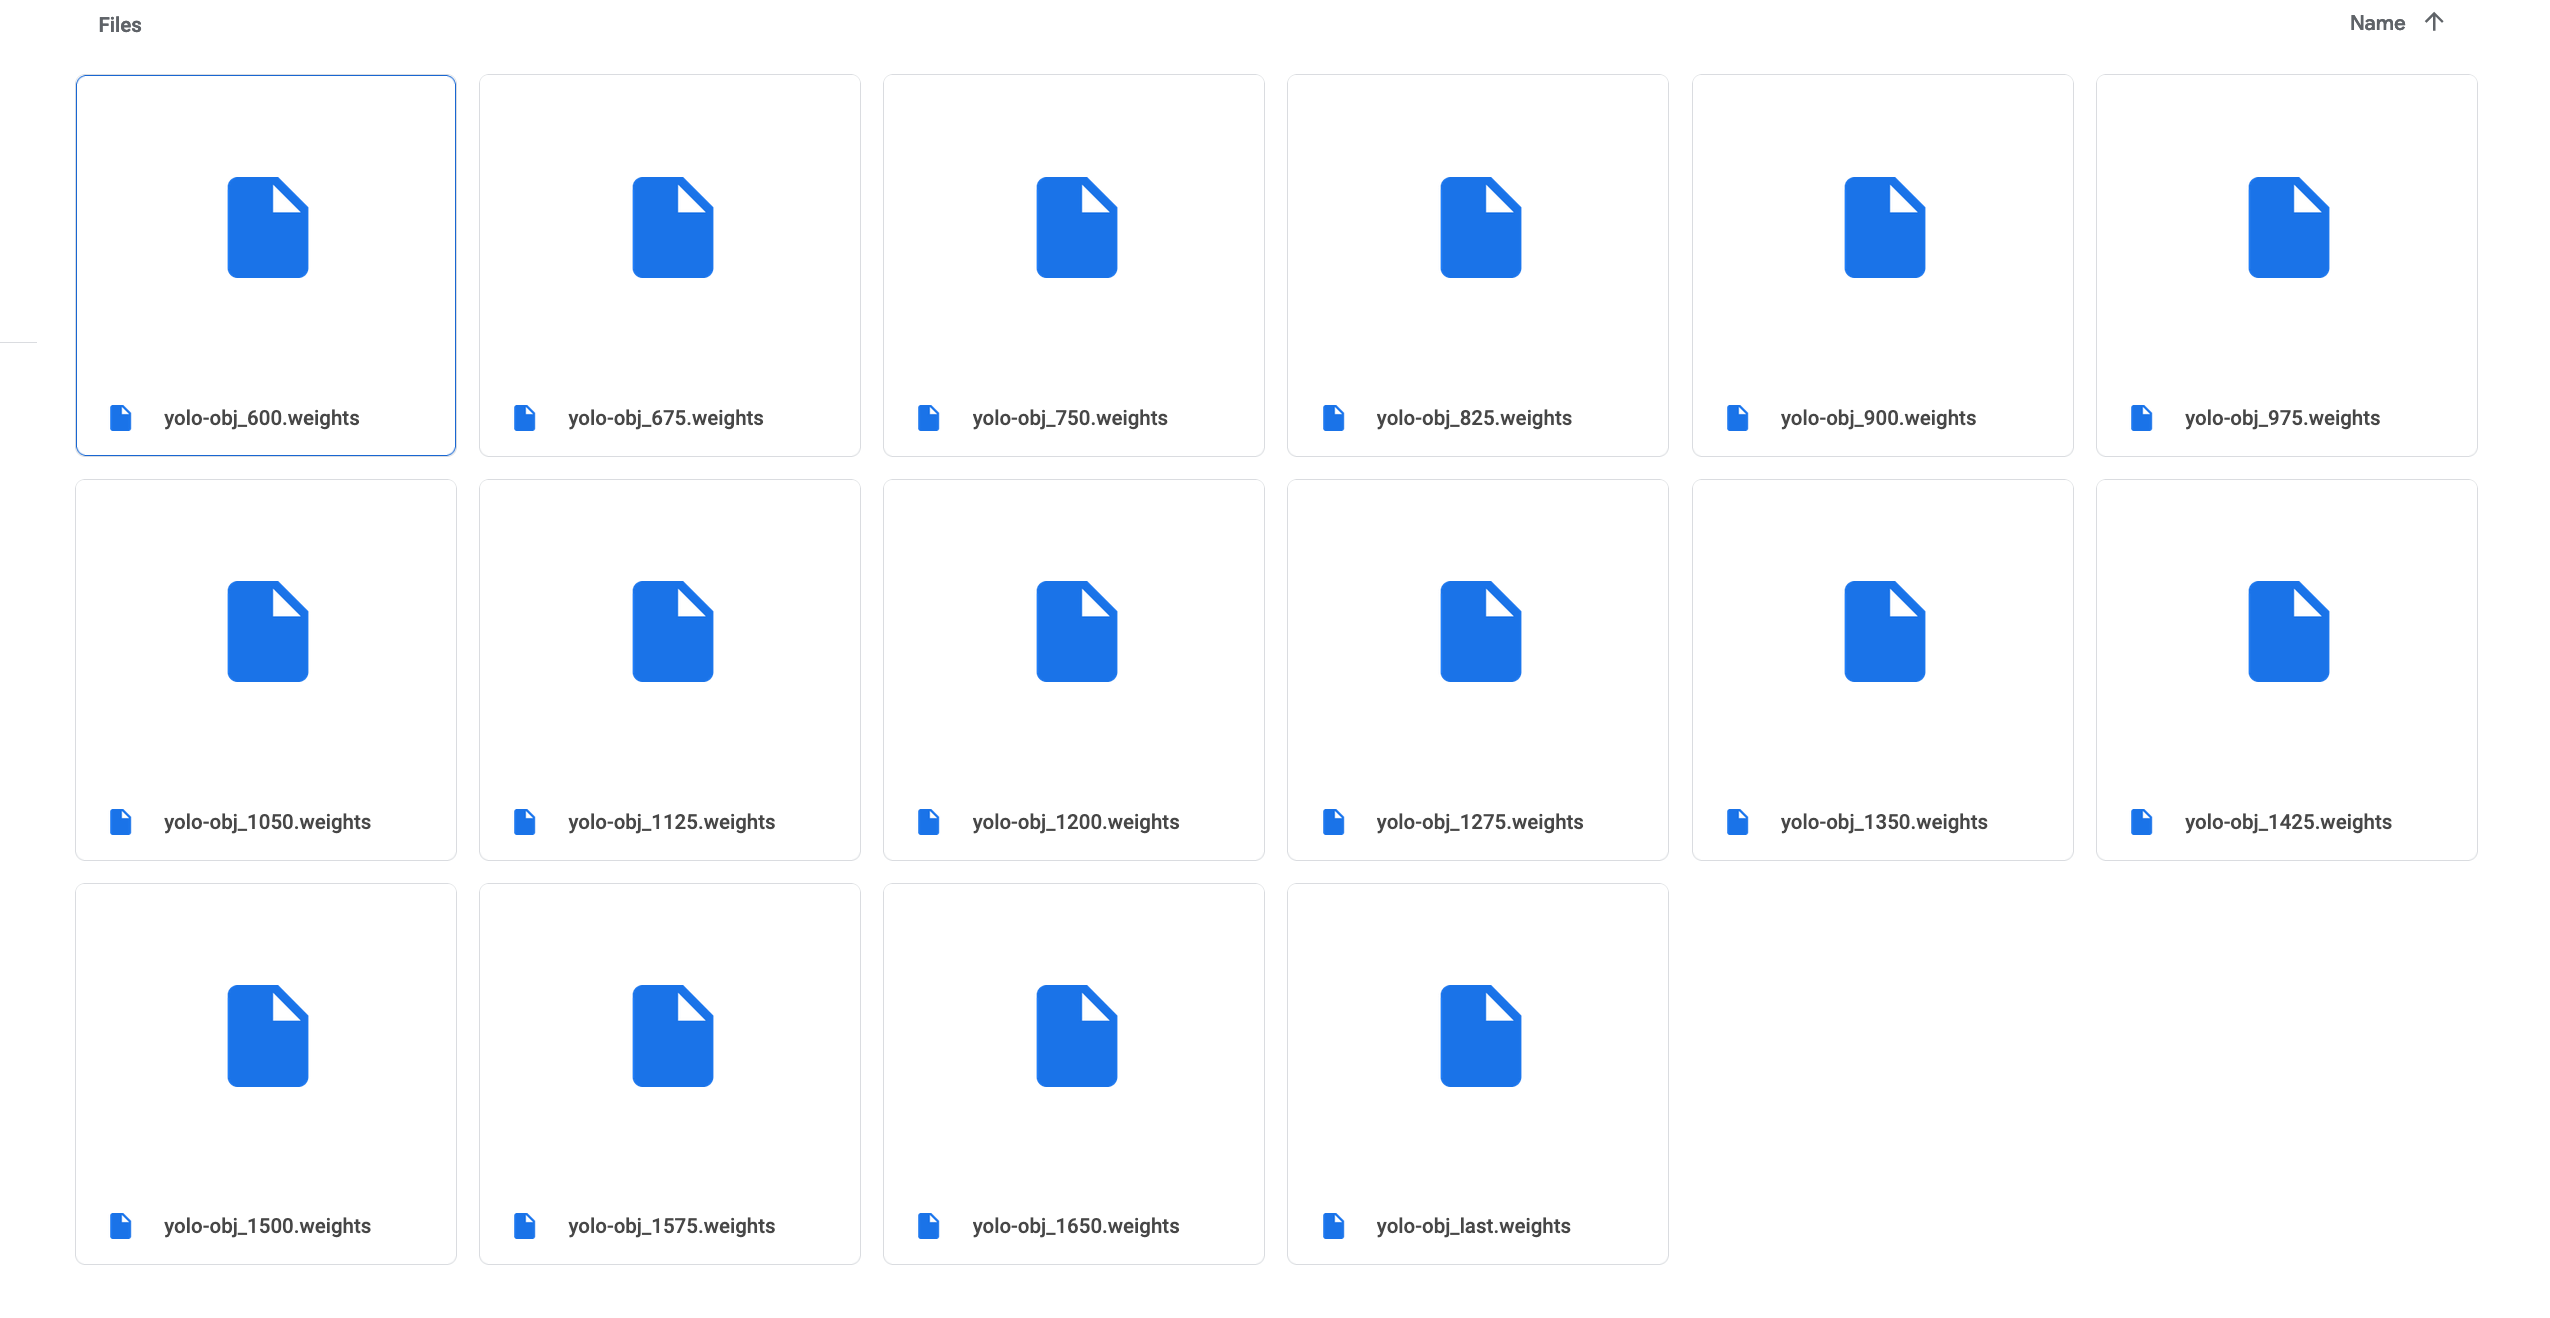 Files
Name
yolo-obj_600.weights
yolo-obj_675.weights
yolo-obj_750.weights
yolo-obj_825.weights
yolo-obj_900.weights
yolo-obj_975.weights
yolo-obj_1050.weights
yolo-obj_1125.weights
yolo-obj_1200.weights
yolo-obj_1275.weights
yolo-obj_1350.weights
yolo-obj_1425.weights
yolo-obj_1500.weights
yolo-obj_1575.weights
yolo-obj_1650.weights
yolo-obj_last.weights